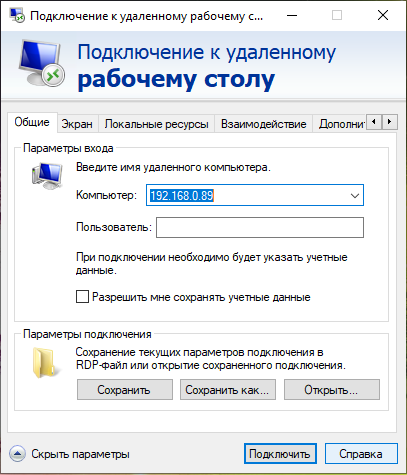 Подключение к удаленному рабочему с...
Подключение к удаленному
рабочему столу
Общие Экран Локальные ресурсы Взаимодействие Дополнит
Параметры входа
Введите имя удаленного компьютера.
Компьютер: 192.168.0.89
Пользователь:
При подключении необходимо будет указать учетные
данные.
Разрешить мне сохранять учетные данные
Параметры подключения
Сохранение текущих параметров подключения в
RDP-файл или открытие сохраненного подключения.
Сохранить Сохранить как... Открыть...
Скрыть параметры Подключить Справка